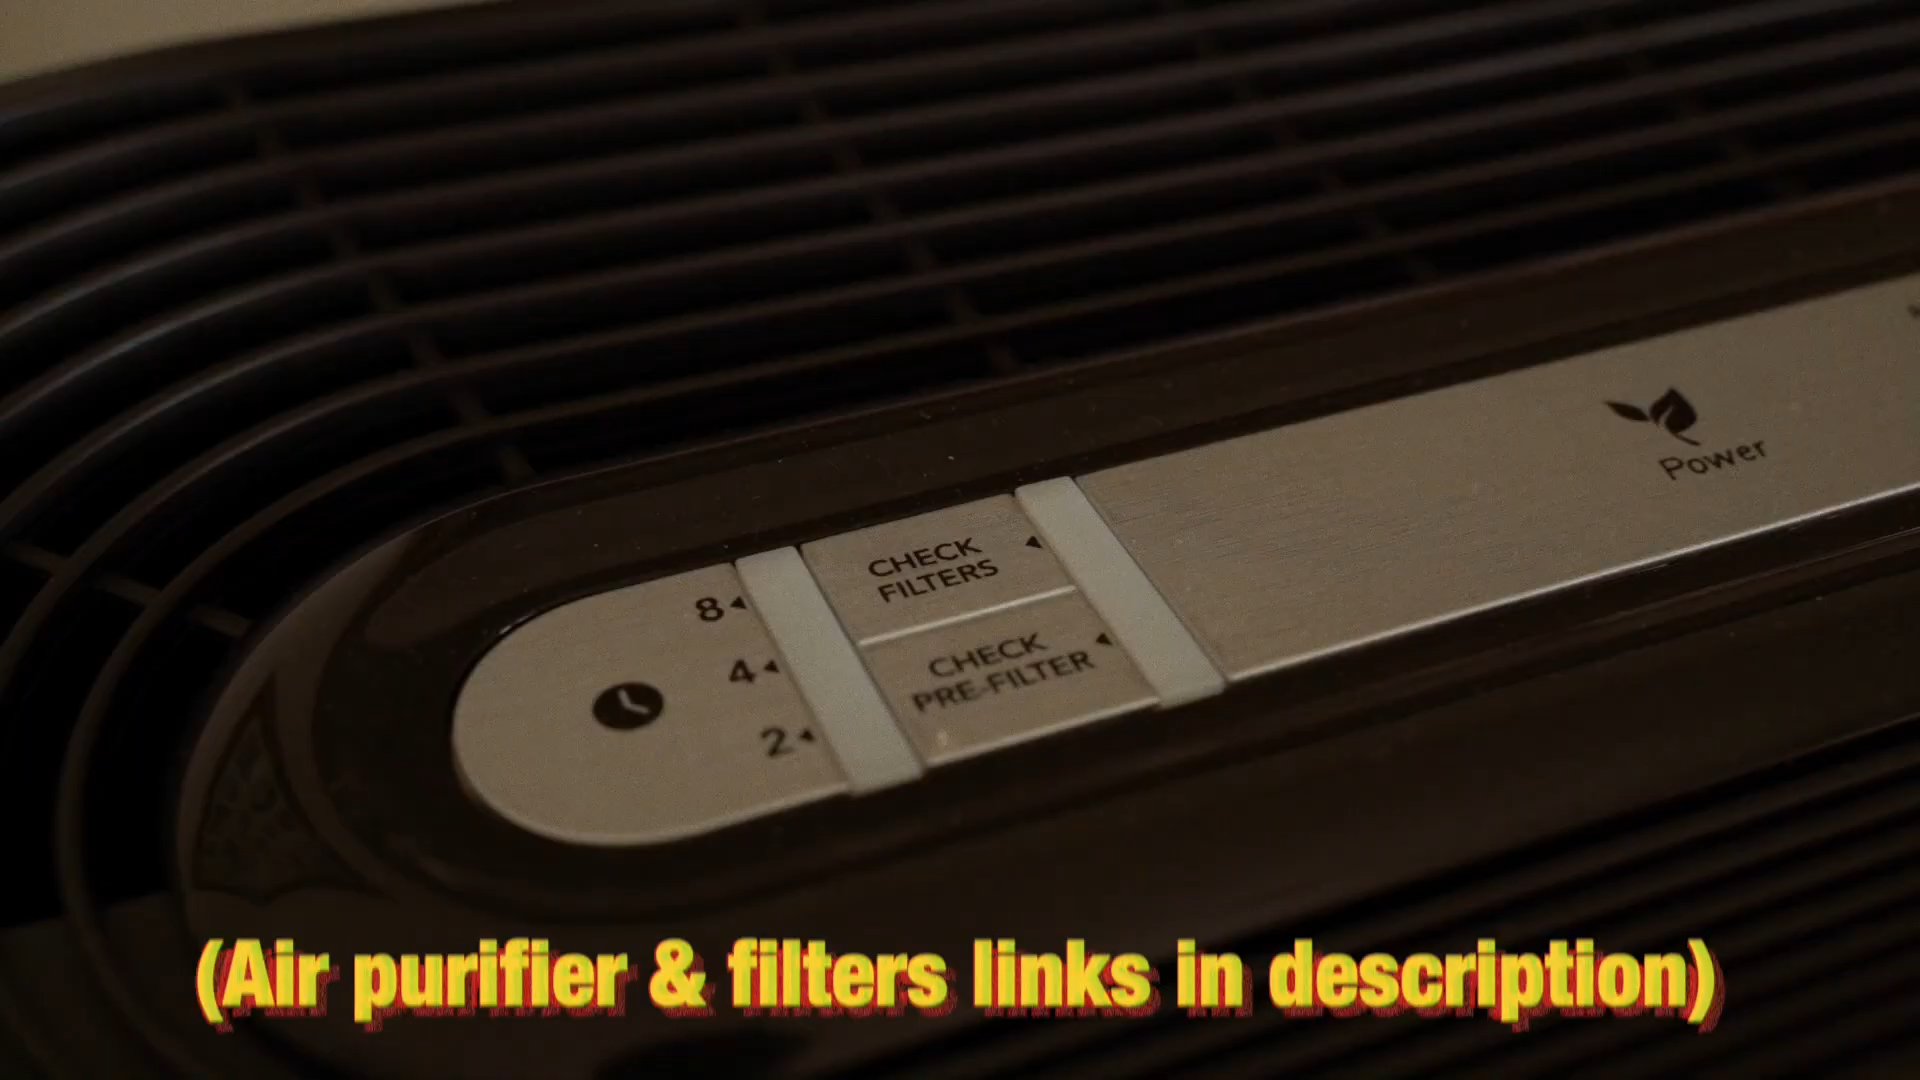 Power
CHECK
FILTERS
8
4
2
CHECK
PRE-FILTER
(Air purifier & filters links in description)